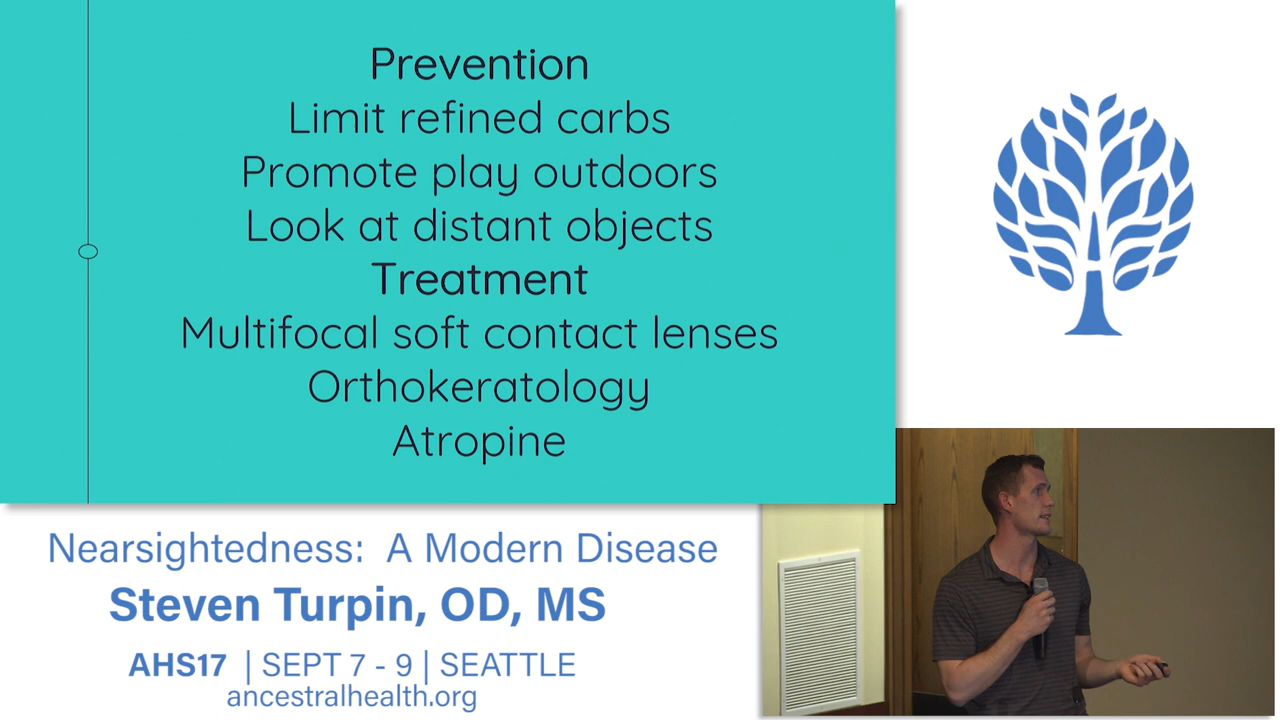 Prevention
Limit refined carbs
Promote play outdoors
Look at distant objects
Treatment
Multifocal soft contact lenses
Orthokeratology
Atropine
Nearsightedness: A Modern Disease
Steven Turpin, OD, MS
AHS17 | SEPT 7 - 9 | SEATTLE
ancestralhealth.org